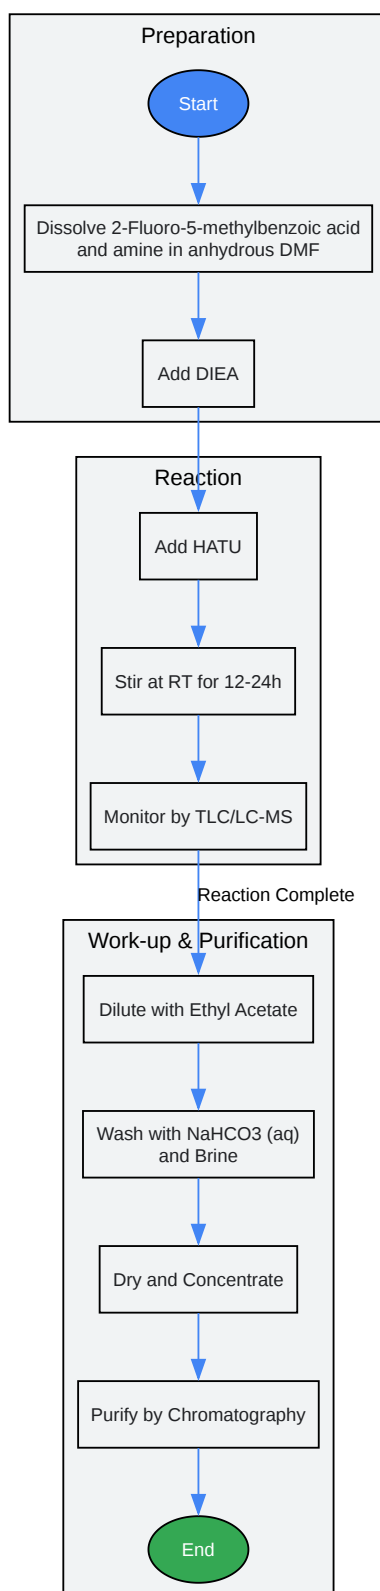 Preparation
Start
Dissolve 2-Fluoro-5-methylbenzoic acid
and amine in anhydrous DMF
Add DIEA
Reaction
Add HATU
Stir at RT for 12-24h
Monitor by TLC/LC-MS
Reaction Complete
Work-up & Purification
Dilute with Ethyl Acetate
Wash with NaHCO3 (aq)
and Brine
Dry and Concentrate
Purify by Chromatography
End